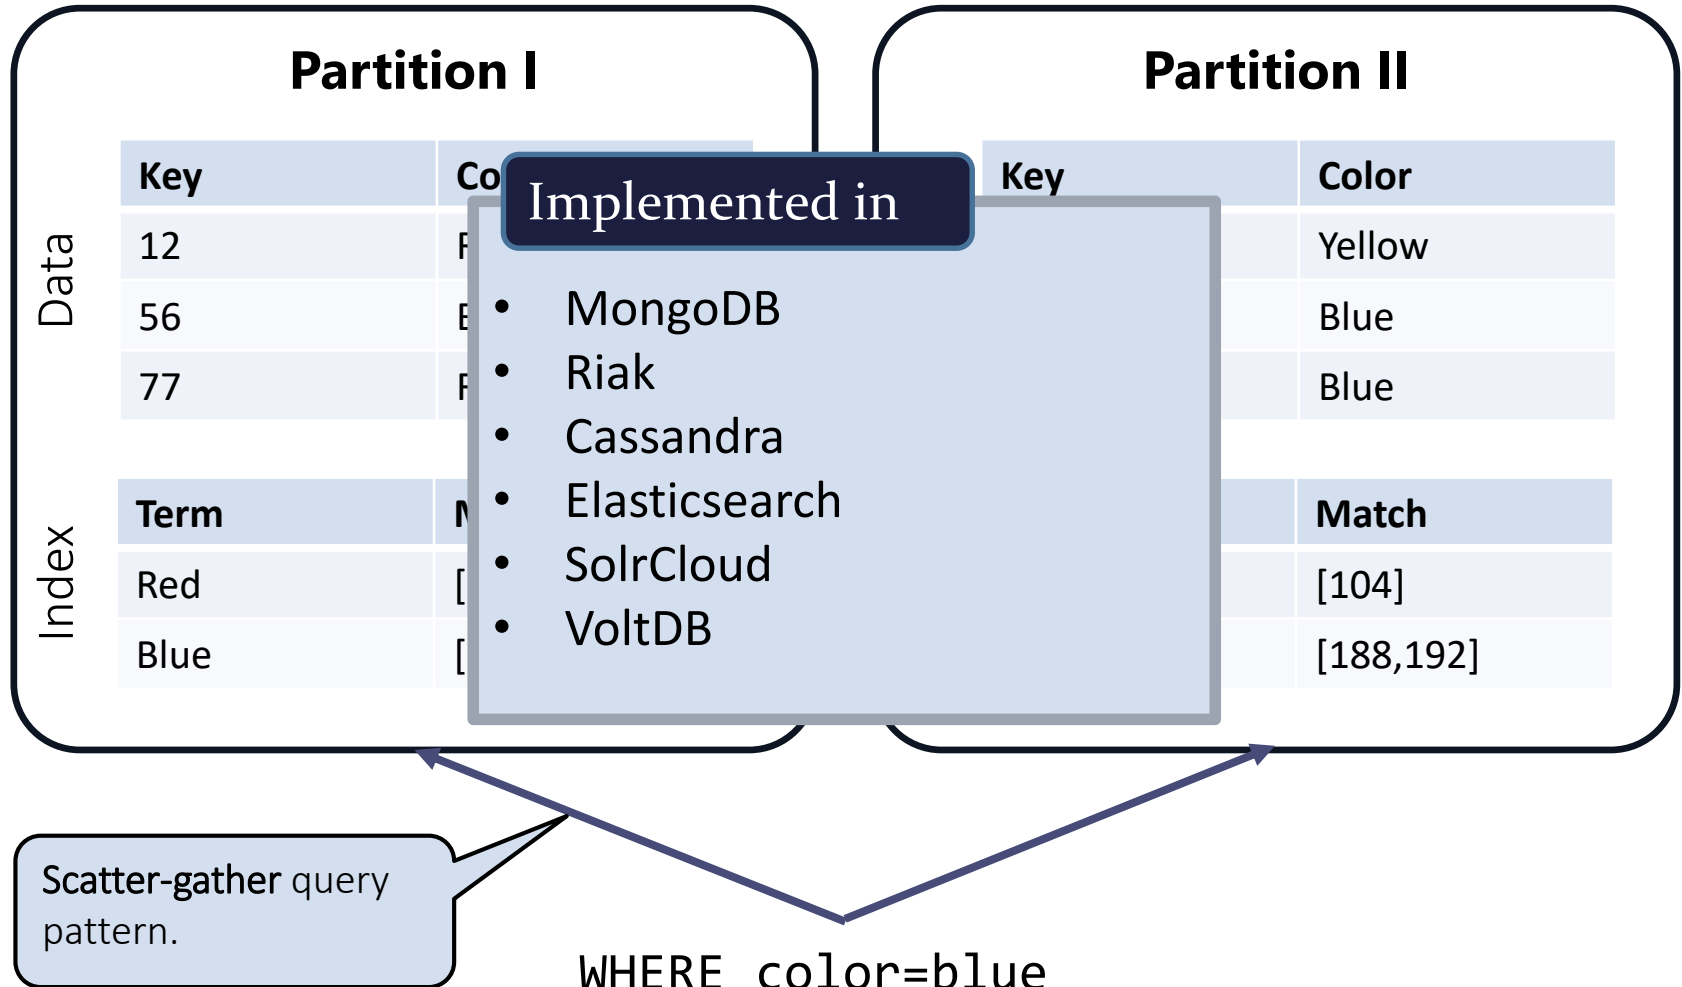 Partition I
Partition II
Data
Key
12
56
77
Key
Color
Yellow
Blue
Blue
Implemented in
• MongoDB
• Riak
• Cassandra
• Elasticsearch
• SolrCloud
• VoltDB
Index
Term
Red
Blue
Match
[104]
[188,192]
Scatter-gather query
pattern.
WHERE color=blue